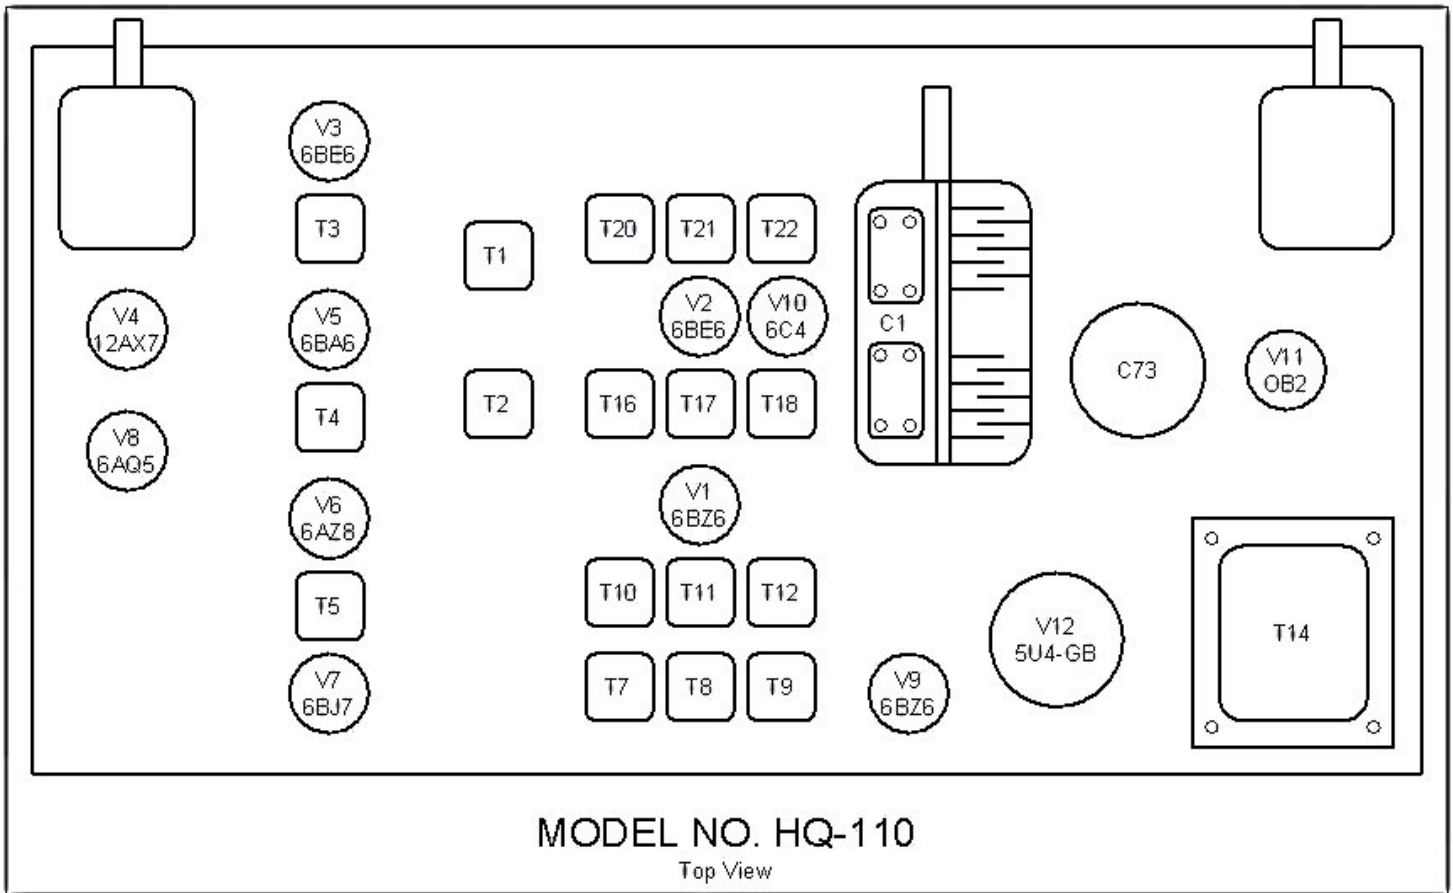 V3
6BE6
T3
T20
T21
T22
T1
V2
6BE6
V10
6C4
C1
V4
12AX7
V5
6BA6
C73
V11
OB2
T4
T2
T16
T17
T18
V8
6AQ5
V6
6AZ8
V1
6BZ6
T5
T10
T11
T12
V12
5U4-GB
T14
V7
6BJ7
T7
T8
T9
V9
6BZ6
MODEL NO. HQ-110
Top View